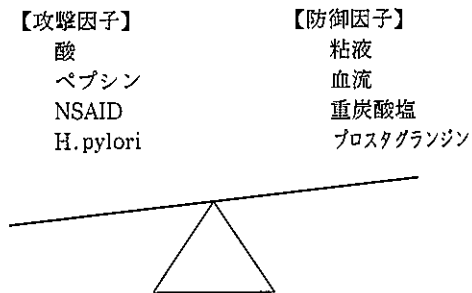 【攻撃因子】
酸
ペプシン
NSAID
H.pylori
【防御因子】
粘液
血流
重炭酸塩
プロスタグランジン